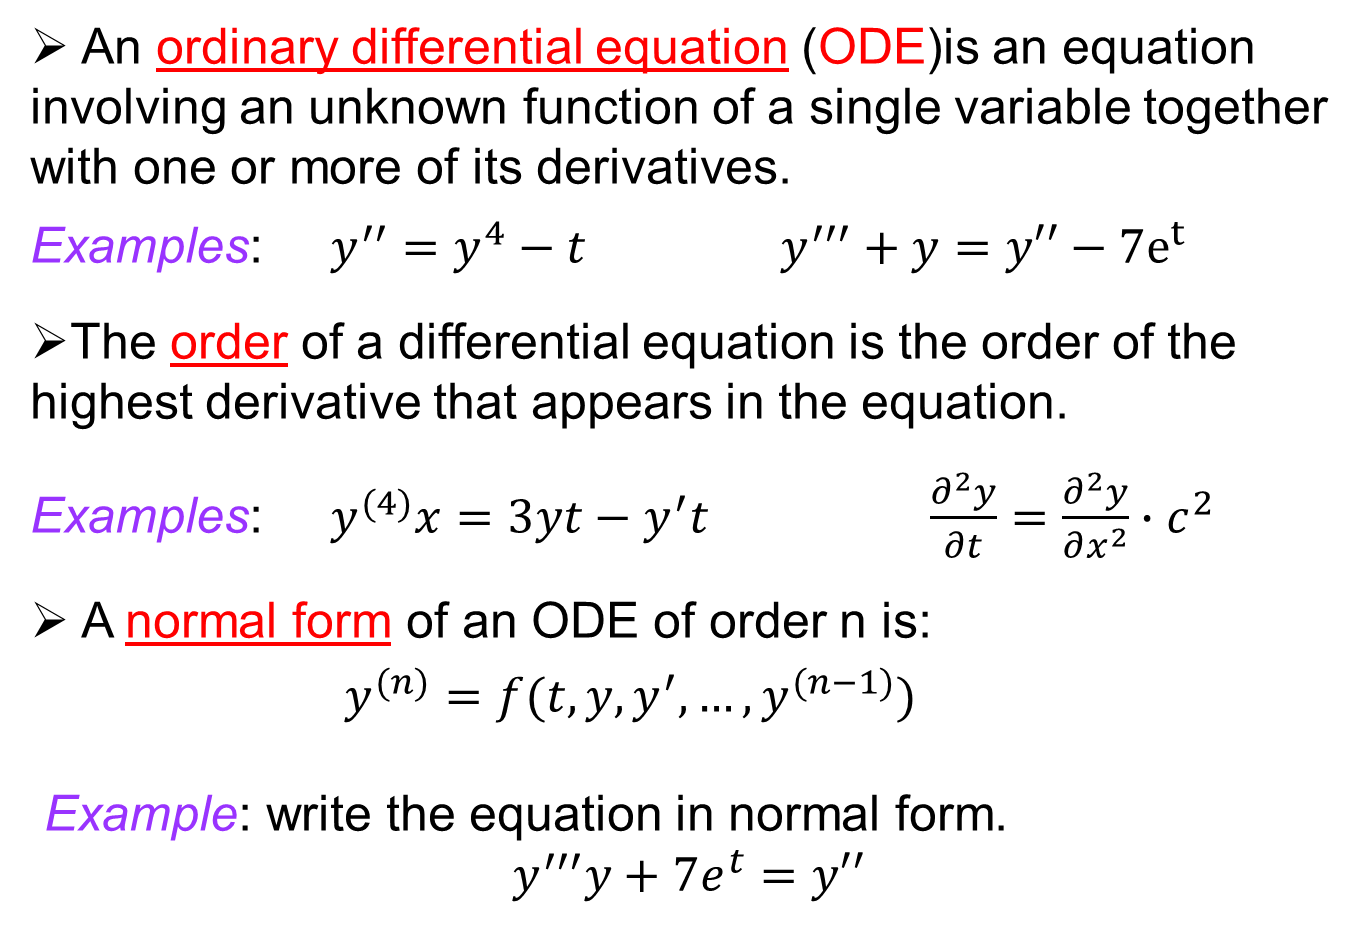 ➢ An ordinary differential equation (ODE)is an equation
involving an unknown function of a single variable together
with one or more of its derivatives.
Examples: y′′ = y⁴ − t y′′′ + y = y′′ − 7eᵗ
➢The order of a differential equation is the order of the
highest derivative that appears in the equation.
Examples: y⁽⁴⁾x = 3yt − y′t ∂²y/∂t = ∂²y/∂x² · c²
➢ A normal form of an ODE of order n is:
y⁽ⁿ⁾ = f(t, y, y′, … , y⁽ⁿ⁻¹⁾)
Example: write the equation in normal form.
y′′′y + 7eᵗ = y′′